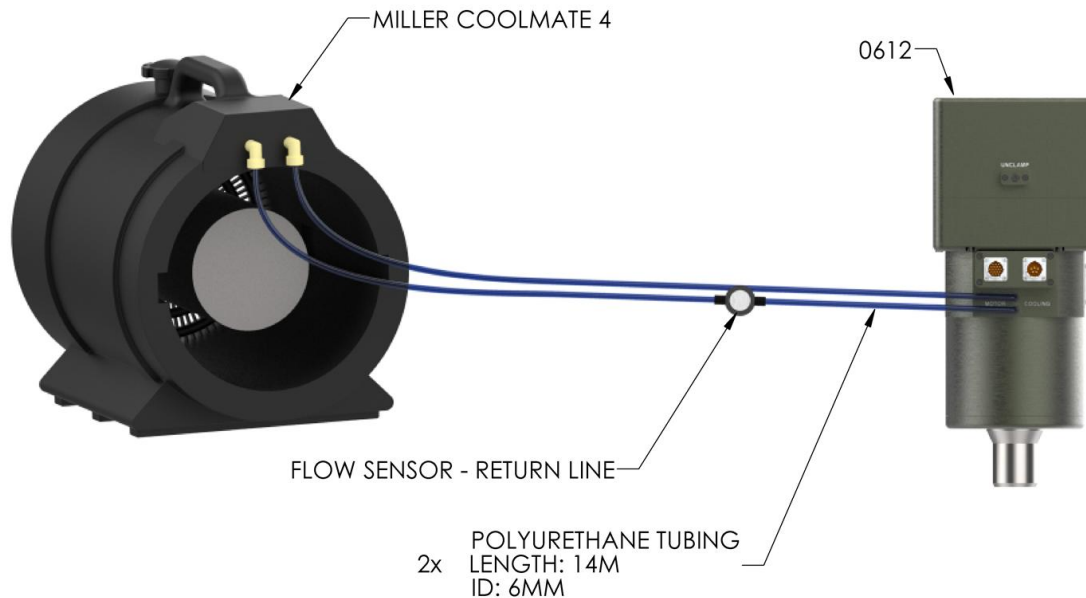 MILLER COOLMATE 4
0612
UNCLAMP
MOTOR
COOLING
FLOW SENSOR - RETURN LINE
POLYURETHANE TUBING
2x LENGTH: 14M
ID: 6MM